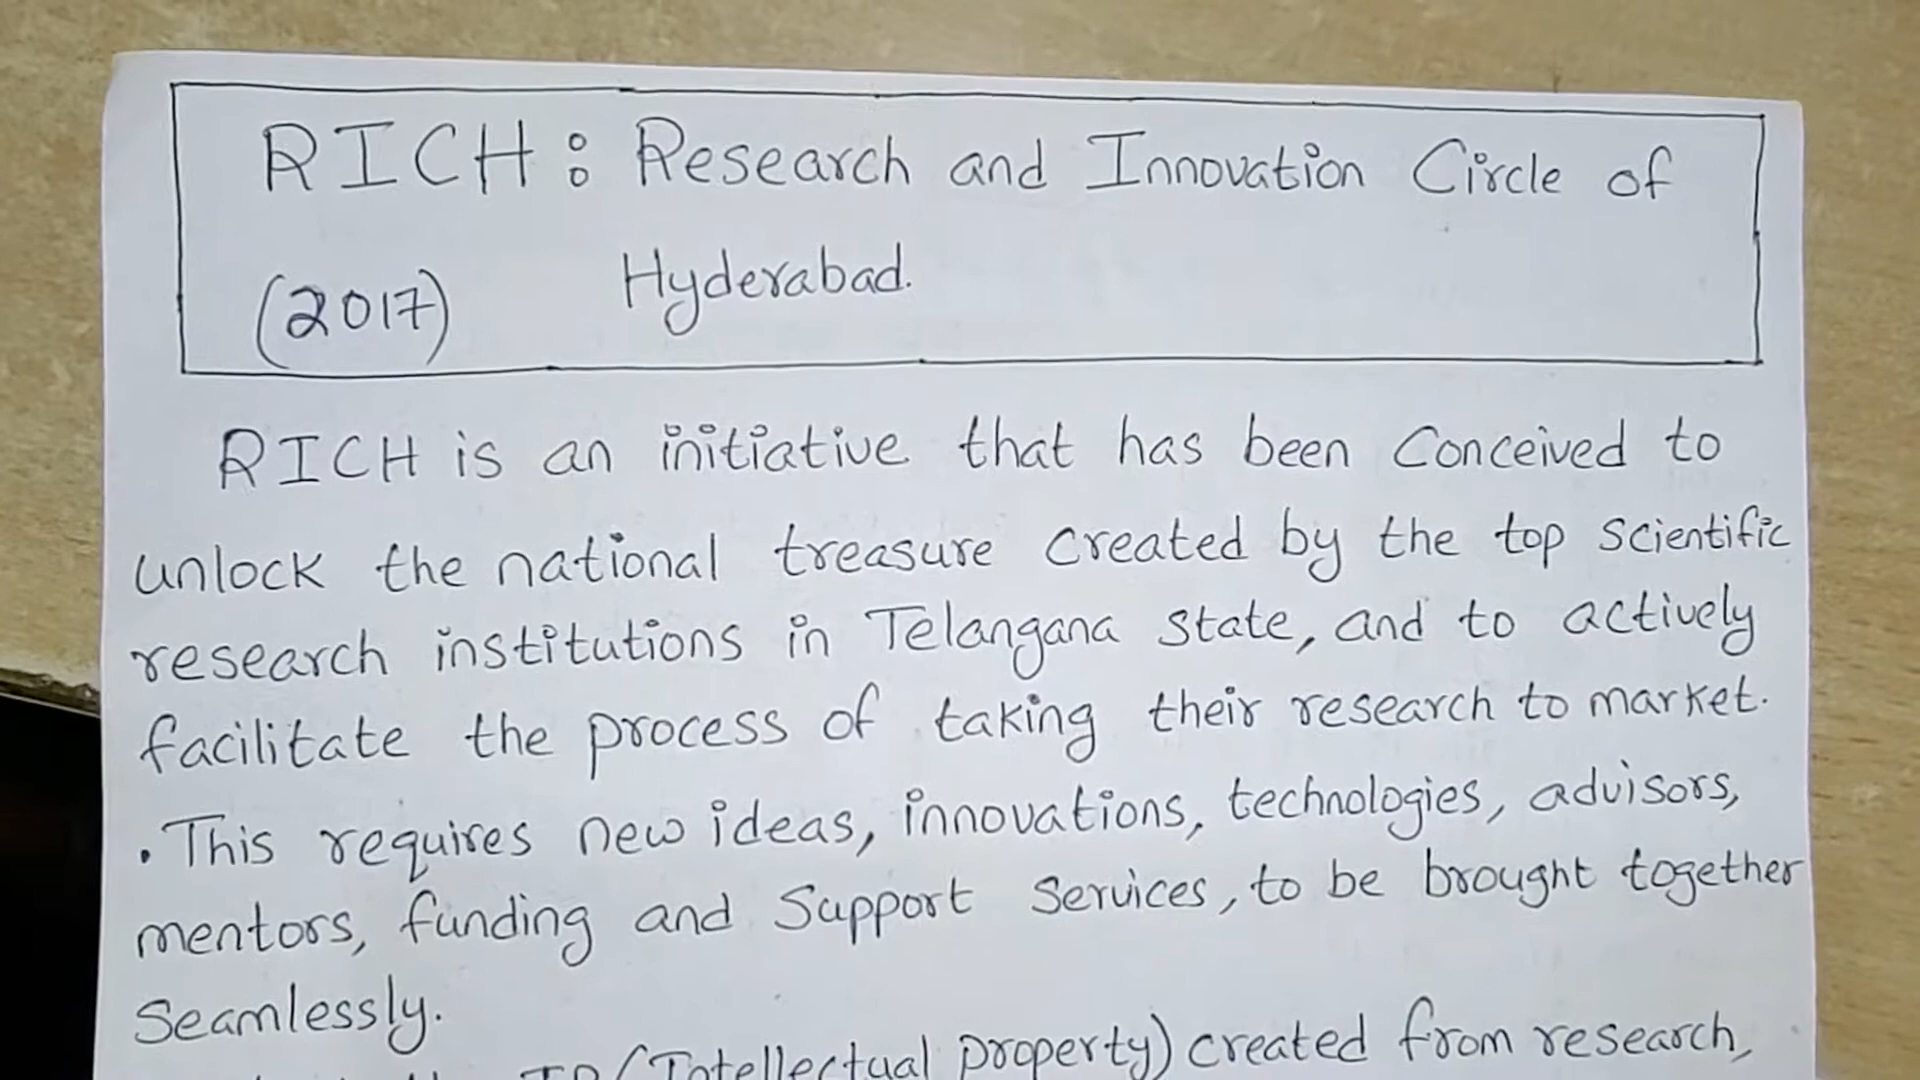 RICH: Research and Innovation Circle of
(2017) Hyderabad.
RICH is an initiative that has been Conceived to
unlock the national treasure created by the top scientific
research institutions in Telangana state, and to actively
facilitate the process of taking their research to market.
• This requires new ideas, innovations, technologies, advisors,
mentors, funding and Support Services, to be brought together
Seamlessly.
IP (Intellectual property) created from research,